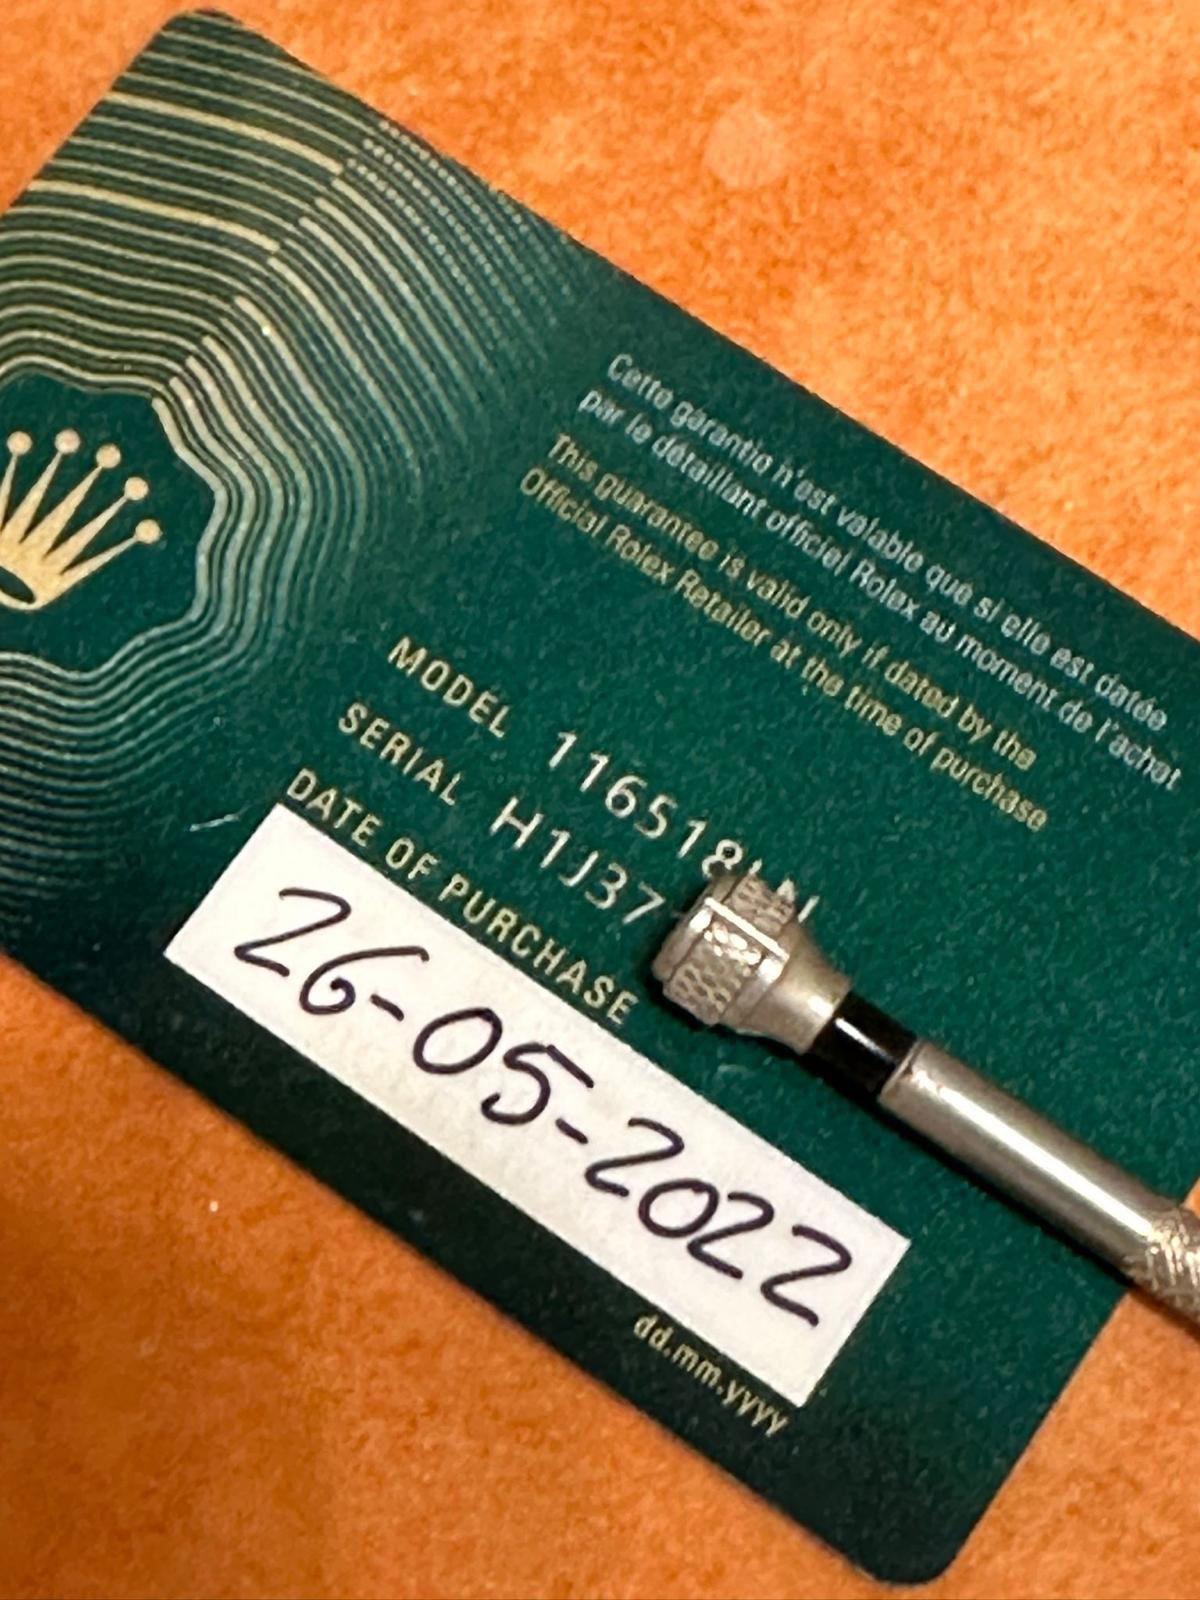 Cette garantie n'est valable que si elle est datée
par le détaillant officiel Rolex au moment de l'achat
This guarantee is valid only if dated by the
Official Rolex Retailer at the time of purchase
MODEL 116518LN
SERIAL H1J37
DATE OF PURCHASE
26-05-2022
dd.mm.yyyy